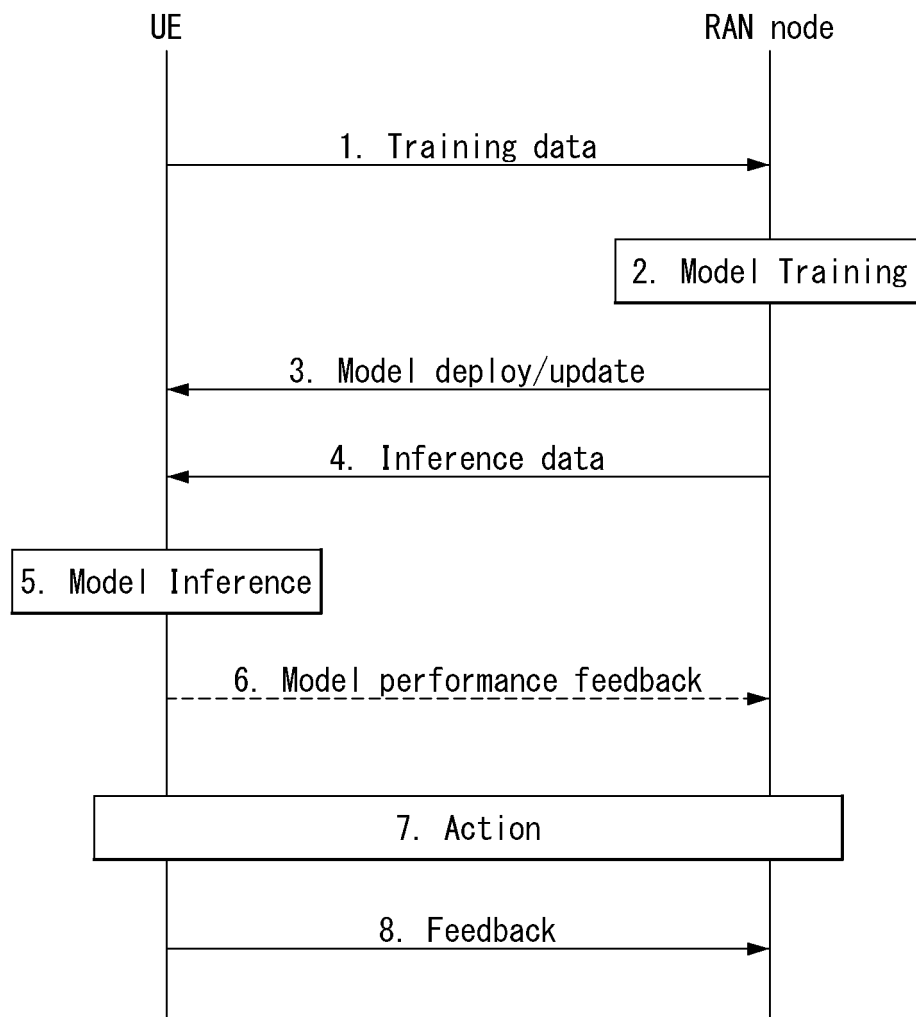 UE
RAN node
1. Training data
2. Model Training
3. Model deploy/update
4. Inference data
5. Model Inference
6. Model performance feedback
7. Action
8. Feedback